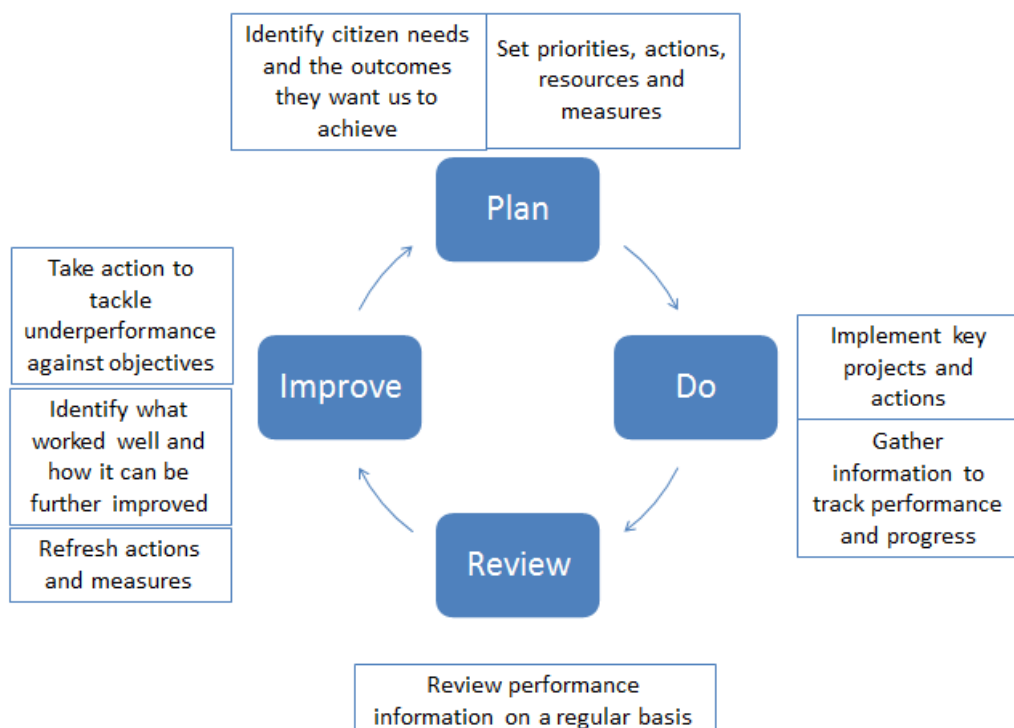 Identify citizen needs
and the outcomes
they want us to
achieve
Set priorities, actions,
resources and
measures
Plan
Take action to
tackle
underperformance
against objectives
Improve
Do
Implement key
projects and
actions
Identify what
worked well and
how it can be
further improved
Gather
information to
track performance
and progress
Refresh actions
and measures
Review
Review performance
information on a regular basis